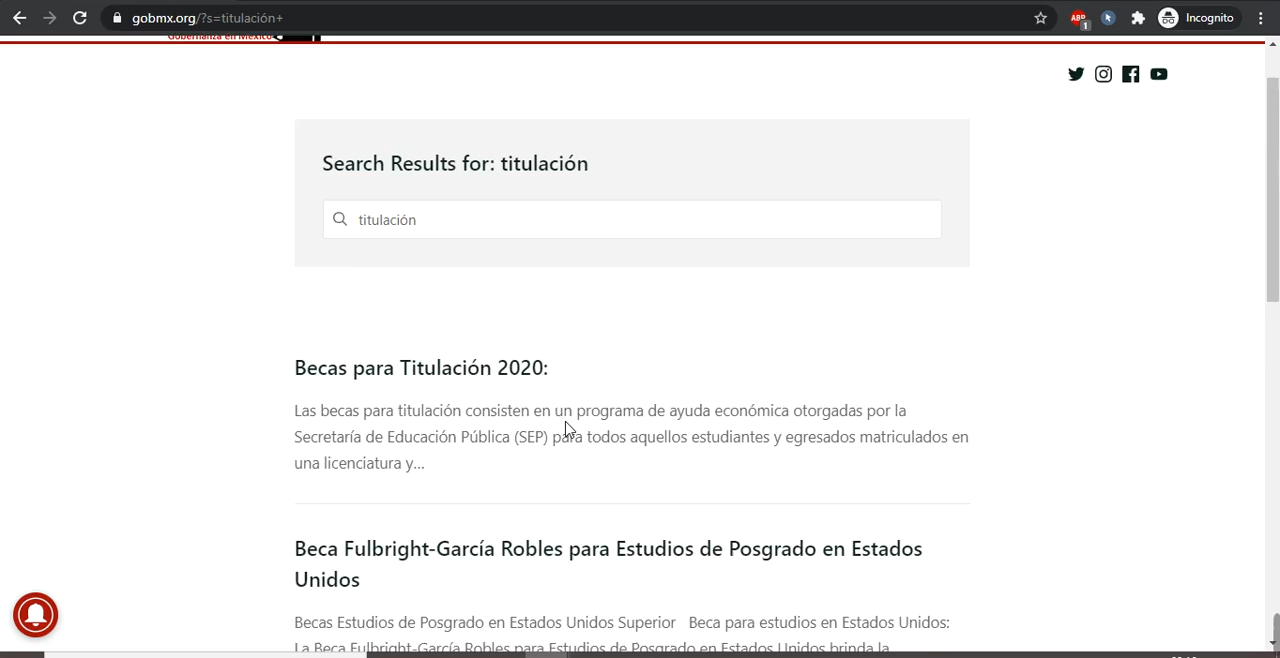 gobmx.org/?s=titulación+
ABP
1
Incognito
Gobernanza en México
Search Results for: titulación
titulación
Becas para Titulación 2020:
Las becas para titulación consisten en un programa de ayuda económica otorgadas por la
Secretaría de Educación Pública (SEP) para todos aquellos estudiantes y egresados matriculados en
una licenciatura y...
Beca Fulbright-García Robles para Estudios de Posgrado en Estados
Unidos
Becas Estudios de Posgrado en Estados Unidos Superior Beca para estudios en Estados Unidos:
La Beca Fulbright-García Robles para Estudios de Posgrado en Estados Unidos brinda la